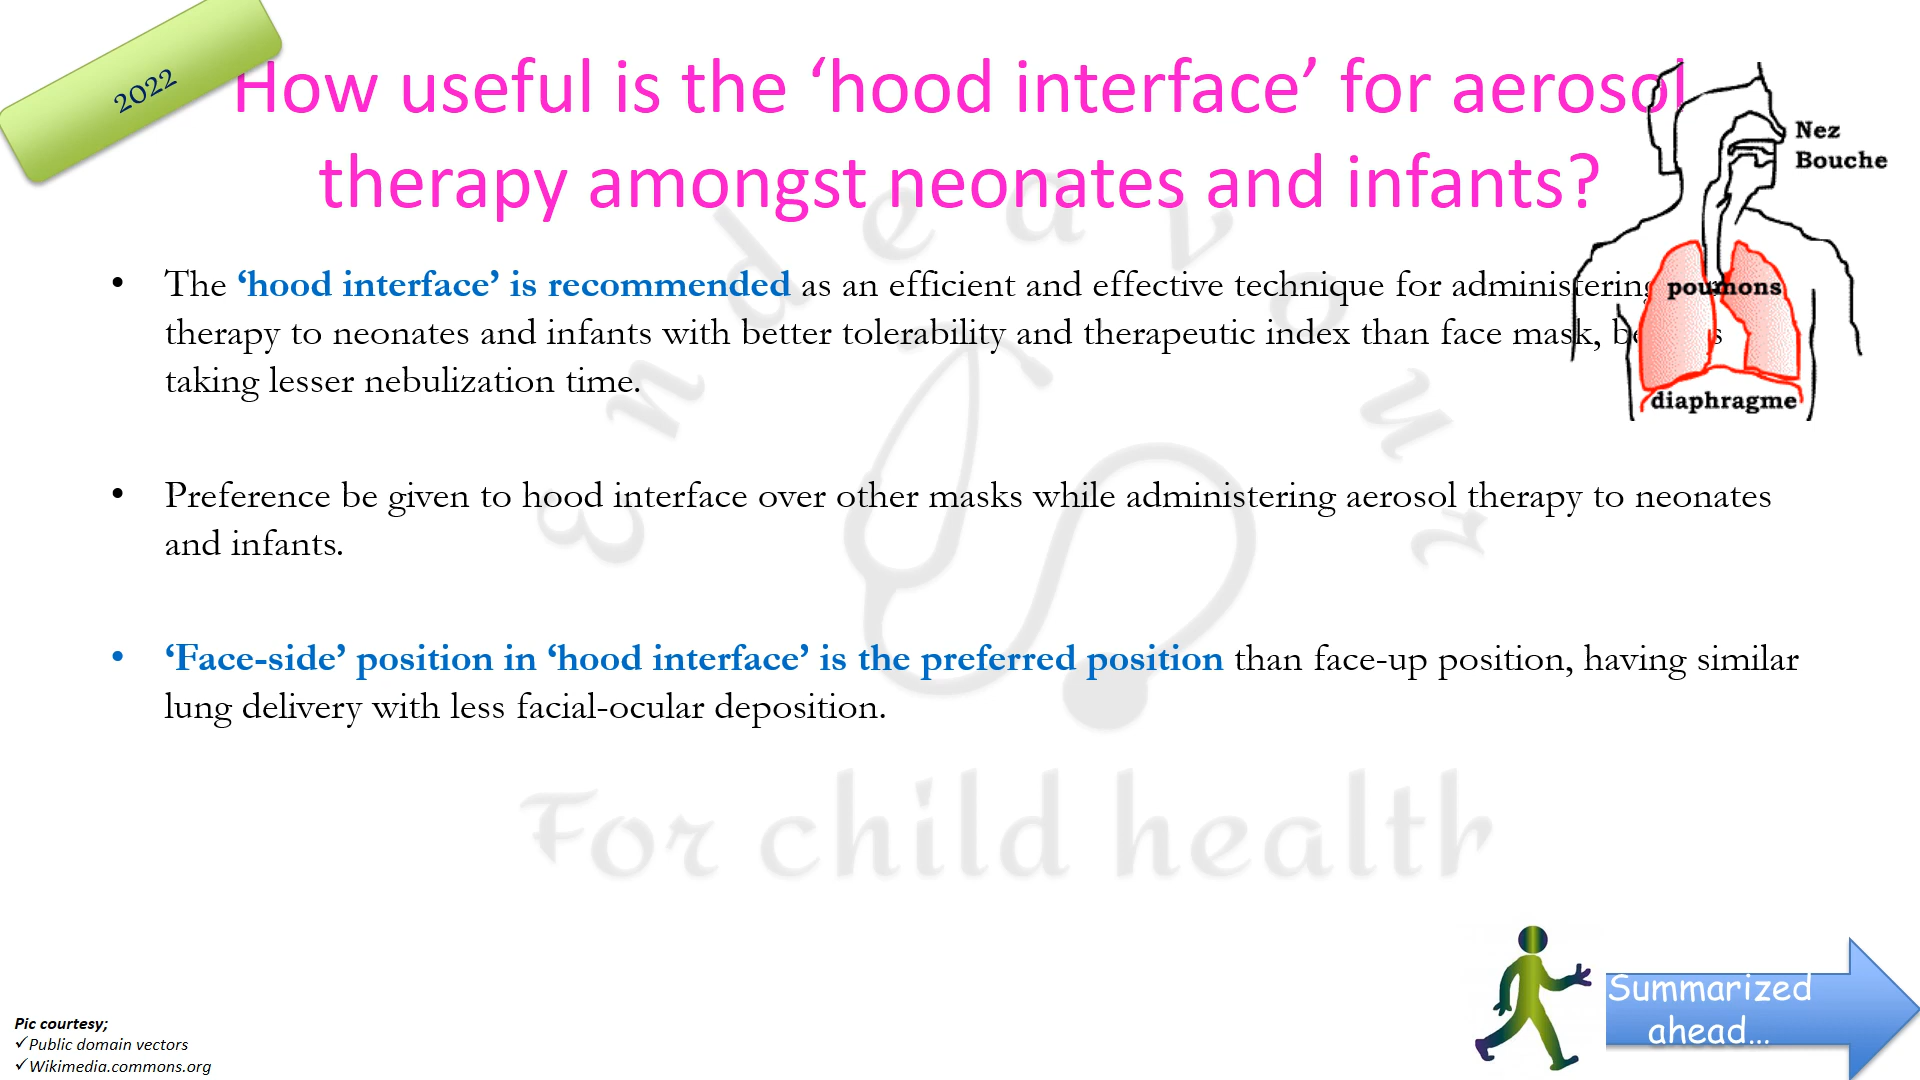 2022
How useful is the ‘hood interface’ for aerosol
therapy amongst neonates and infants?
Nez
Bouche
poumons
diaphragme
• The ‘hood interface’ is recommended as an efficient and effective technique for administering
therapy to neonates and infants with better tolerability and therapeutic index than face mask,
taking lesser nebulization time.
• Preference be given to hood interface over other masks while administering aerosol therapy to neonates
and infants.
• ‘Face-side’ position in ‘hood interface’ is the preferred position than face-up position, having similar
lung delivery with less facial-ocular deposition.
Endeavour
For child health
Summarized
ahead...
Pic courtesy;
✓Public domain vectors
✓Wikimedia.commons.org